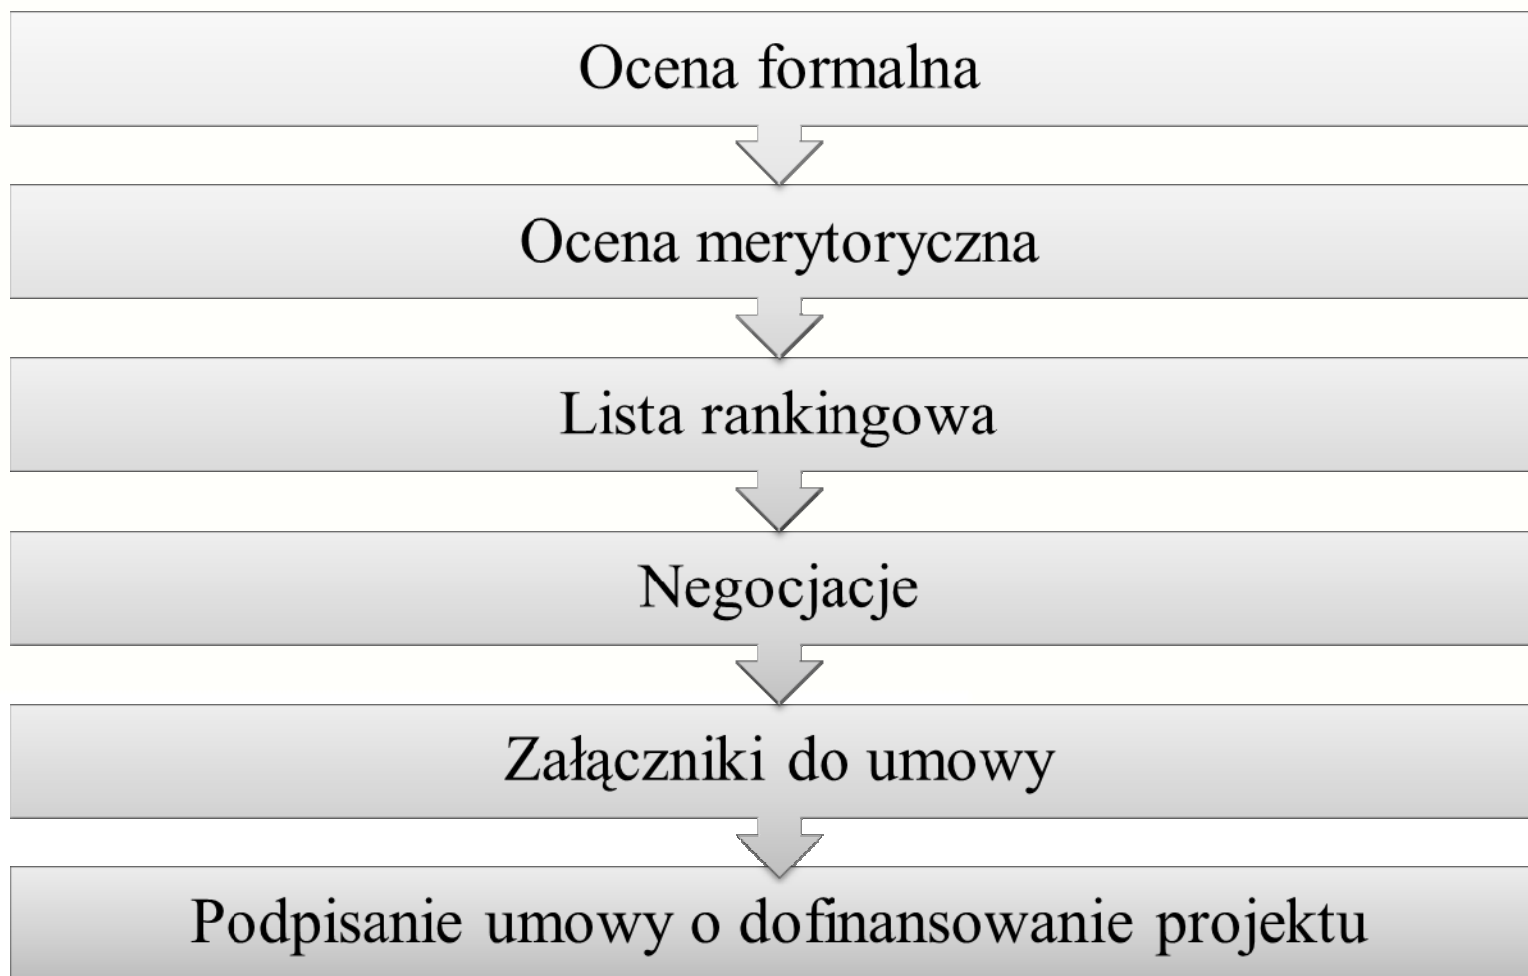 Ocena formalna
Ocena merytoryczna
Lista rankingowa
Negocjacje
Załączniki do umowy
Podpisanie umowy o dofinansowanie projektu